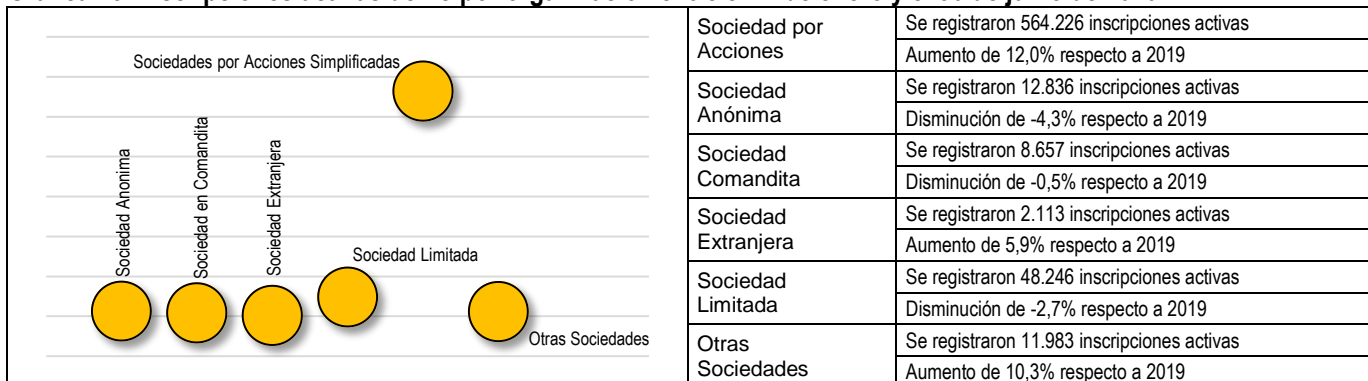 Sociedades por Acciones Simplificadas
Sociedad Anonima
Sociedad en Comandita
Sociedad Extranjera
Sociedad Limitada
Otras Sociedades
Sociedad por
Acciones
Se registraron 564.226 inscripciones activas
Aumento de 12,0% respecto a 2019
Sociedad
Anónima
Se registraron 12.836 inscripciones activas
Disminución de -4,3% respecto a 2019
Sociedad
Comandita
Se registraron 8.657 inscripciones activas
Disminución de -0,5% respecto a 2019
Sociedad
Extranjera
Se registraron 2.113 inscripciones activas
Aumento de 5,9% respecto a 2019
Sociedad
Limitada
Se registraron 48.246 inscripciones activas
Disminución de -2,7% respecto a 2019
Otras
Sociedades
Se registraron 11.983 inscripciones activas
Aumento de 10,3% respecto a 2019